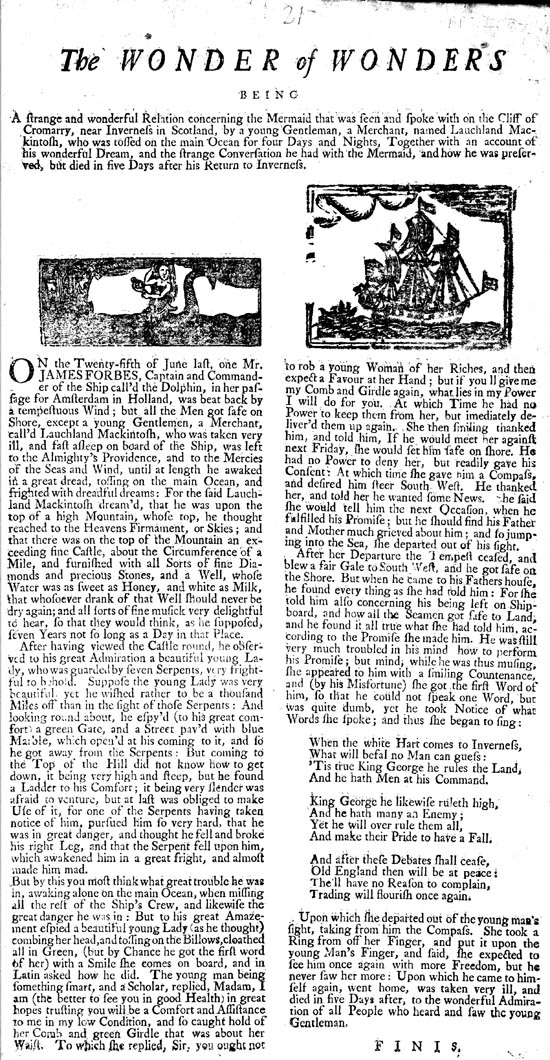 21
The WONDER of WONDERS
BEING
A ſtrange and wonderful Relation concerning the Mermaid that was ſeen and ſpoke with on the Cliff of
Cromarry, near Inverneſs in Scotland, by a young Gentleman, a Merchant, named Lauchland Mac-
kintoſh, who was toſſed on the main Ocean for four Days and Nights, Together with an account of
his wonderful Dream, and the ſtrange Converſation he had with the Mermaid, and how he was preſer-
ved, but died in five Days after his Return to Inverneſs.
ON the Twenty-fifth of June laſt, one Mr.
JAMES FORBES, Captain and Command-
er of the Ship call'd the Dolphin, in her paſ-
ſage for Amſterdam in Holland, was beat back by
a tempeſtuous Wind; but all the Men got ſafe on
Shore, except a young Gentlemen, a Merchant,
call'd Lauchland Mackintoſh, who was taken very
ill, and faſt aſleep on board of the Ship, was left
to the Almighty's Providence, and to the Mercies
of the Seas and Wind, until at length he awaked
in a great dread, toſſing on the main Ocean, and
frighted with dreadful dreams: For the ſaid Lauch-
land Mackintoſh dream'd, that he was upon the
top of a high Mountain, whoſe top, he thought
reached to the Heavens Firmament, or Skies; and
that there was on the top of the Mountain an ex-
ceeding fine Caſtle, about the Circumference of a
Mile, and furniſhed with all Sorts of fine Dia-
monds and precious Stones, and a Well, whoſe
Water was as ſweet as Honey, and white as Milk,
that whoſoever drank of that Well ſhould never be
dry again; and all ſorts of fine muſick very delightful
to hear, ſo that they would think, as he ſuppoſed,
ſeven Years not ſo long as a Day in that Place.
After having viewed the Caſtle round, he obſer-
ved to his great Admiration a beautiful young La-
dy, who was guarded by ſeven Serpents, very fright-
ful to behold. Suppoſe the young Lady was very
beautiful, yet he wiſhed rather to be a thouſand
Miles off than in the ſight of thoſe Serpents: And
looking round about, he eſpy'd (to his great com-
fort) a green Gate, and a Street pav'd with blue
Marble, which open'd at his coming to it, and ſo
he got away from the Serpents: But coming to
the Top of the Hill did not know how to get
down, it being very high and ſteep, but he found
a Ladder to his Comfort; it being very ſlender was
afraid to venture, but at laſt was obliged to make
Uſe of it, for one of the Serpents having taken
notice of him, purſued him ſo very hard, that he
was in great danger, and thought he fell and broke
his right Leg, and that the Serpent fell upon him,
which awakened him in a great fright, and almoſt
made him mad.
But by this you moſt think what great trouble he was
in, awaking alone on the main Ocean, when miſſing
all the reſt of the Ship's Crew, and likewiſe the
great danger he was in: But to his great Amaze-
ment eſpied a beautiful young Lady (as he thought)
combing her head, and toſſing on the Billows, cloathed
all in Green, (but by Chance he got the firſt word
of her) with a Smile ſhe comes on board, and in
Latin asked how he did. The young man being
ſomething ſmart, and a Scholar, replied, Madam, I
am (the better to ſee you in good Health) in great
hopes truſting you will be a Comfort and Aſſiſtance
to me in my low Condition, and ſo caught hold of
her Comb and green Girdle that was about her
Waiſt. To which ſhe replied, Sir, you ought not
to rob a young Woman of her Riches, and then
expect a Favour at her Hand; but if you'll give me
my Comb and Girdle again, what lies in my Power
I will do for you. At which Time he had no
Power to keep them from her, but imediately de-
liver'd them up again. She then ſmiling thanked
him, and told him, If he would meet her againſt
next Friday, ſhe would ſet him ſafe on ſhore. He
had no Power to deny her, but readily gave his
Conſent: At which time ſhe gave him a Compaſs,
and deſired him ſteer South Weſt. He thanked
her, and told her he wanted ſome News. She ſaid
ſhe would tell him the next Occaſion, when he
fulfilled his Promiſe; but he ſhould find his Father
and Mother much grieved about him; and ſo jump-
ing into the Sea, ſhe departed out of his ſight.
After her Departure the Tempeſt ceaſed, and
blew a fair Gale to South Weſt, and he got ſafe on
the Shore. But when he came to his Fathers houſe,
he found every thing as ſhe had told him: For ſhe
told him alſo concerning his being left on Ship-
board, and how all the Seamen got ſafe to Land,
and he found it all true what ſhe had told him, ac-
cording to the Promiſe ſhe made him. He was ſtill
very much troubled in his mind how to perform
his Promiſe; but mind, while he was thus muſing,
ſhe appeared to him with a ſmiling Countenance,
and (by his Misfortune) ſhe got the firſt Word of
him, ſo that he could not ſpeak one Word, but
was quite dumb, yet he took Notice of what
Words ſhe ſpoke; and thus ſhe began to ſing:
When the white Hart comes to Inverneſs,
What will befal no Man can gueſs:
'Tis true King George he rules the Land,
And he hath Men at his Command.
King George he likewiſe ruleth high,
And he hath many an Enemy;
Yet he will over rule them all,
And make their Pride to have a Fall.
And after theſe Debates ſhall ceaſe,
Old England then will be at peace:
The'll have no Reaſon to complain,
Trading will flouriſh once again.
Upon which ſhe departed out of the young man's
ſight, taking from him the Compaſs. She took a
Ring from off her Finger, and put it upon the
young Man's Finger, and ſaid, ſhe expected to
ſee him once again with more Freedom, but he
never ſaw her more: Upon which he came to him-
ſelf again, went home, was taken very ill, and
died in five Days after, to the wonderful Admira-
tion of all People who heard and ſaw the young
Gentleman.
FINIS.